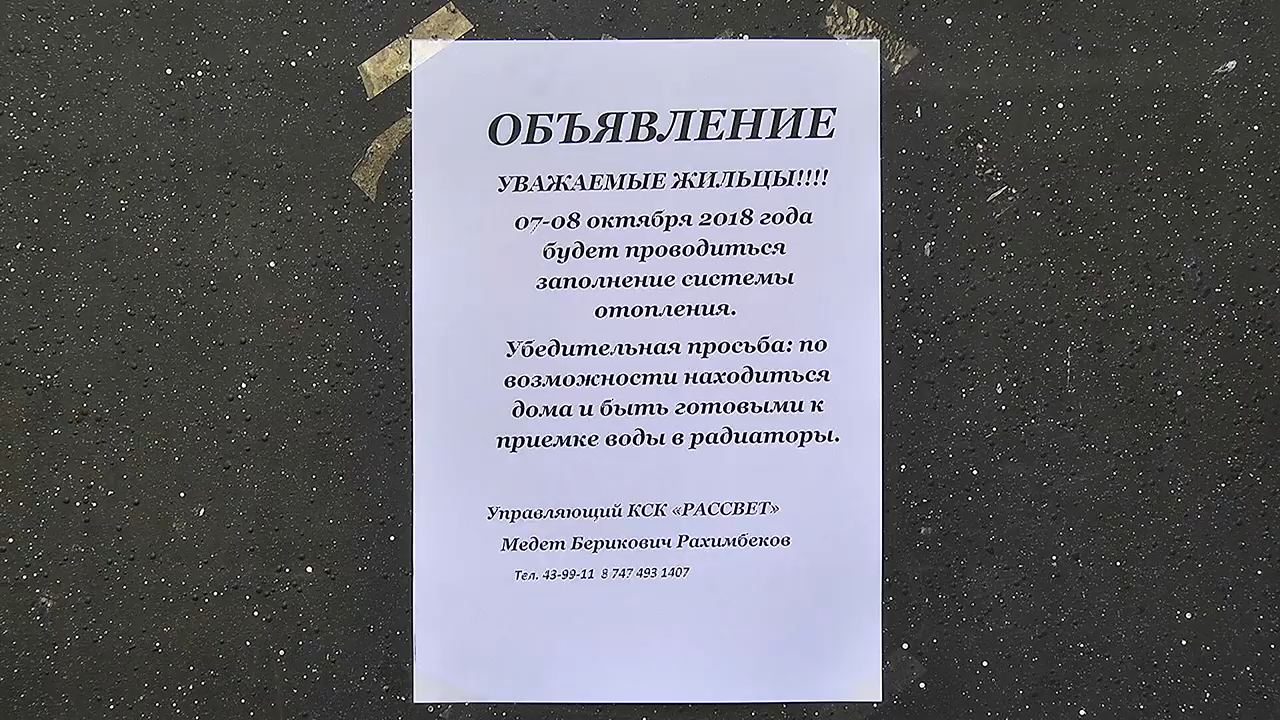 ОБЪЯВЛЕНИЕ
УВАЖАЕМЫЕ ЖИЛЬЦЫ!!!!
07-08 октября 2018 года
будет проводиться
заполнение системы
отопления.
Убедительная просьба: по
возможности находиться
дома и быть готовыми к
приемке воды в радиаторы.
Управляющий КСК «РАССВЕТ»
Медет Берикович Рахимбеков
Тел. 43-99-11 8 747 493 1407